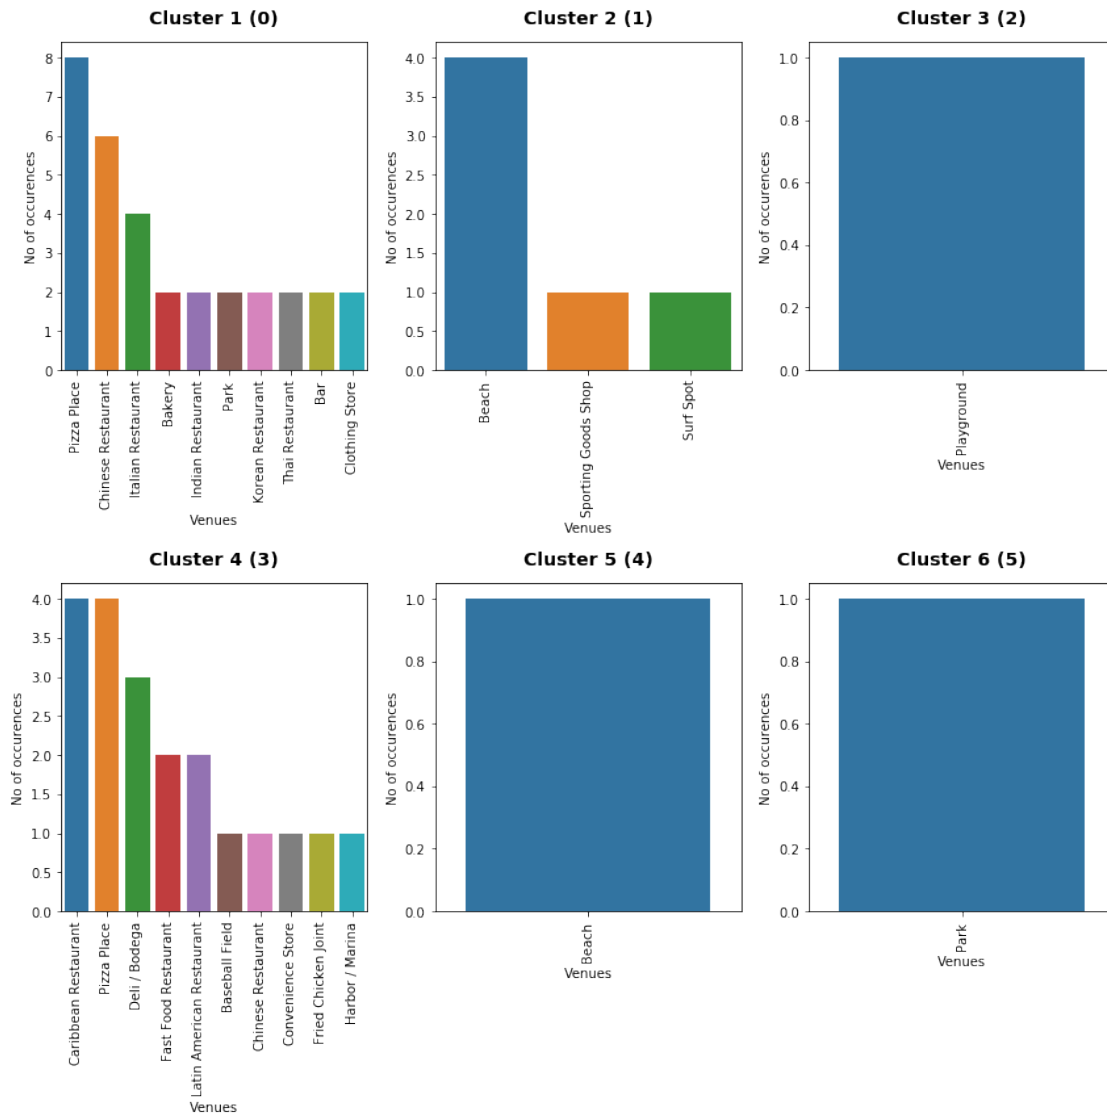 Cluster 1 (0)
8
7
6
5
4
3
2
1
0
No of occurences
Pizza Place
Chinese Restaurant
Italian Restaurant
Bakery
Indian Restaurant
Park
Korean Restaurant
Thai Restaurant
Bar
Clothing Store
Venues
Cluster 2 (1)
4.0
3.5
3.0
2.5
2.0
1.5
1.0
0.5
0.0
No of occurences
Beach
Sporting Goods Shop
Surf Spot
Venues
Cluster 3 (2)
1.0
0.8
0.6
0.4
0.2
0.0
No of occurences
Playground
Venues
Cluster 4 (3)
4.0
3.5
3.0
2.5
2.0
1.5
1.0
0.5
0.0
No of occurences
Caribbean Restaurant
Pizza Place
Deli / Bodega
Fast Food Restaurant
Latin American Restaurant
Baseball Field
Chinese Restaurant
Convenience Store
Fried Chicken Joint
Harbor / Marina
Venues
Cluster 5 (4)
1.0
0.8
0.6
0.4
0.2
0.0
No of occurences
Beach
Venues
Cluster 6 (5)
1.0
0.8
0.6
0.4
0.2
0.0
No of occurences
Park
Venues